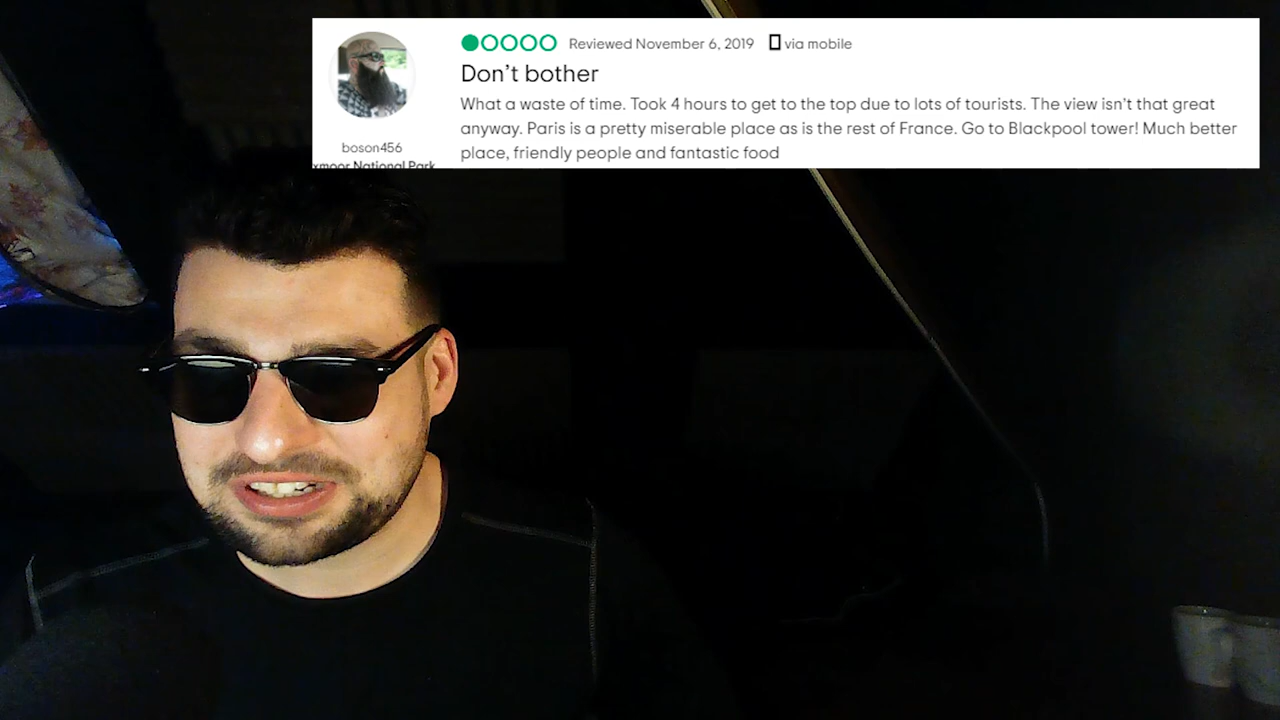 Reviewed November 6, 2019 via mobile
Don't bother
What a waste of time. Took 4 hours to get to the top due to lots of tourists. The view isn't that great
anyway. Paris is a pretty miserable place as is the rest of France. Go to Blackpool tower! Much better
boson456
place, friendly people and fantastic food
xmoor National Park